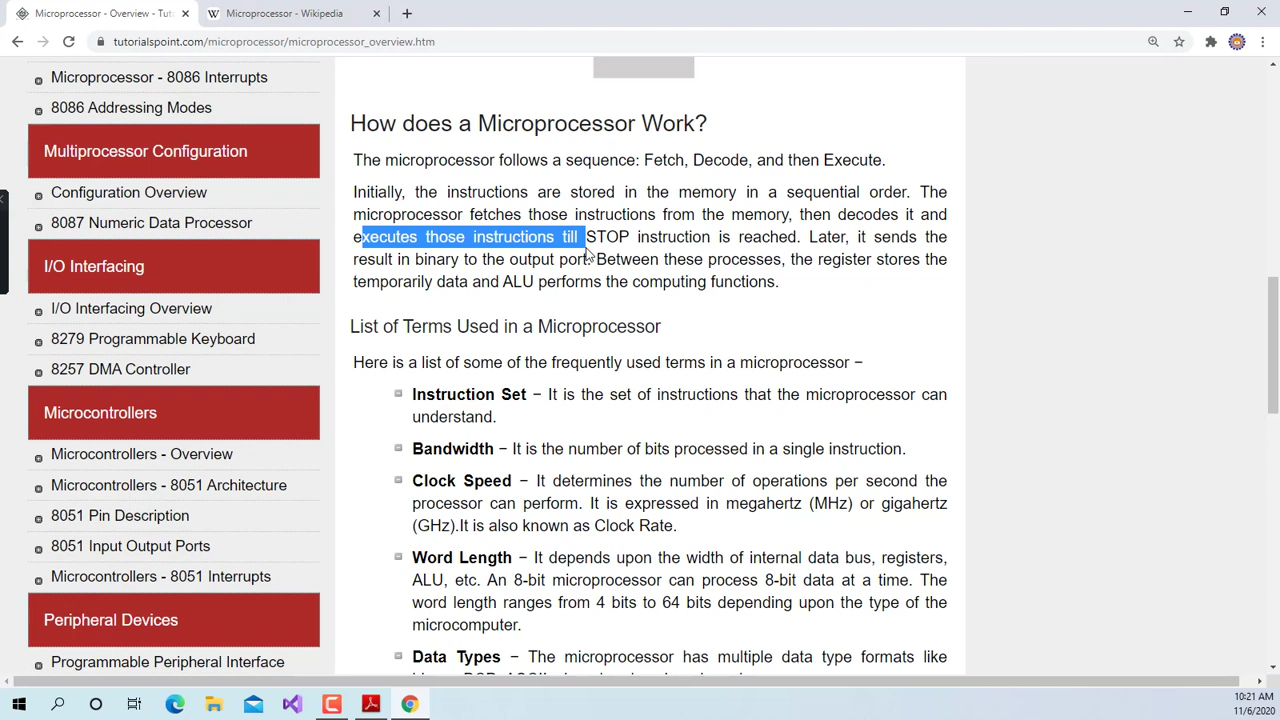 Microprocessor - Overview - Tut
Microprocessor - Wikipedia
tutorialspoint.com/microprocessor/microprocessor_overview.htm
Microprocessor - 8086 Interrupts
8086 Addressing Modes
Multiprocessor Configuration
Configuration Overview
8087 Numeric Data Processor
I/O Interfacing
I/O Interfacing Overview
8279 Programmable Keyboard
8257 DMA Controller
Microcontrollers
Microcontrollers - Overview
Microcontrollers - 8051 Architecture
8051 Pin Description
8051 Input Output Ports
Microcontrollers - 8051 Interrupts
Peripheral Devices
Programmable Peripheral Interface
How does a Microprocessor Work?
The microprocessor follows a sequence: Fetch, Decode, and then Execute.
Initially, the instructions are stored in the memory in a sequential order. The
microprocessor fetches those instructions from the memory, then decodes it and
executes those instructions till STOP instruction is reached. Later, it sends the
result in binary to the output port. Between these processes, the register stores the
temporarily data and ALU performs the computing functions.
List of Terms Used in a Microprocessor
Here is a list of some of the frequently used terms in a microprocessor −
Instruction Set − It is the set of instructions that the microprocessor can
understand.
Bandwidth − It is the number of bits processed in a single instruction.
Clock Speed − It determines the number of operations per second the
processor can perform. It is expressed in megahertz (MHz) or gigahertz
(GHz).It is also known as Clock Rate.
Word Length − It depends upon the width of internal data bus, registers,
ALU, etc. An 8-bit microprocessor can process 8-bit data at a time. The
word length ranges from 4 bits to 64 bits depending upon the type of the
microcomputer.
Data Types − The microprocessor has multiple data type formats like
10:21 AM
11/6/2020